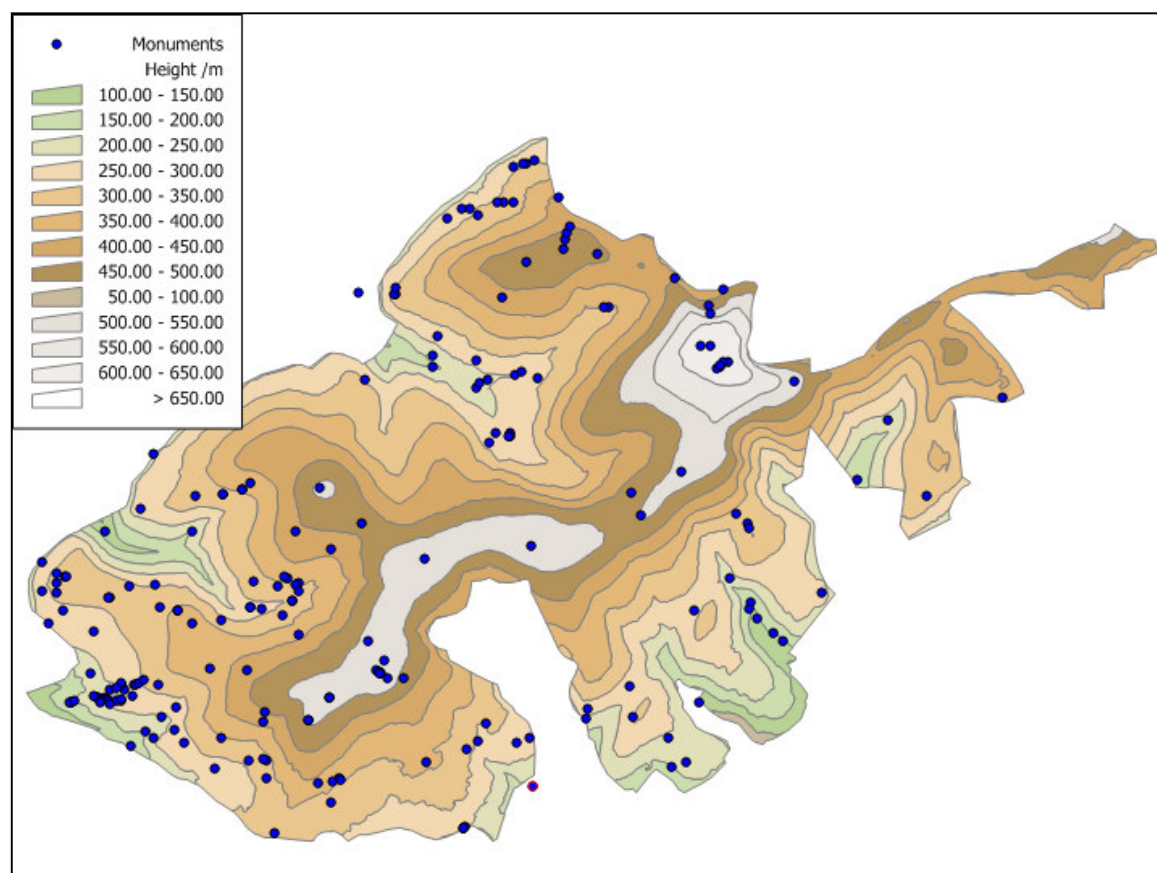 Monuments
Height /m
100.00 - 150.00
150.00 - 200.00
200.00 - 250.00
250.00 - 300.00
300.00 - 350.00
350.00 - 400.00
400.00 - 450.00
450.00 - 500.00
50.00 - 100.00
500.00 - 550.00
550.00 - 600.00
600.00 - 650.00
> 650.00